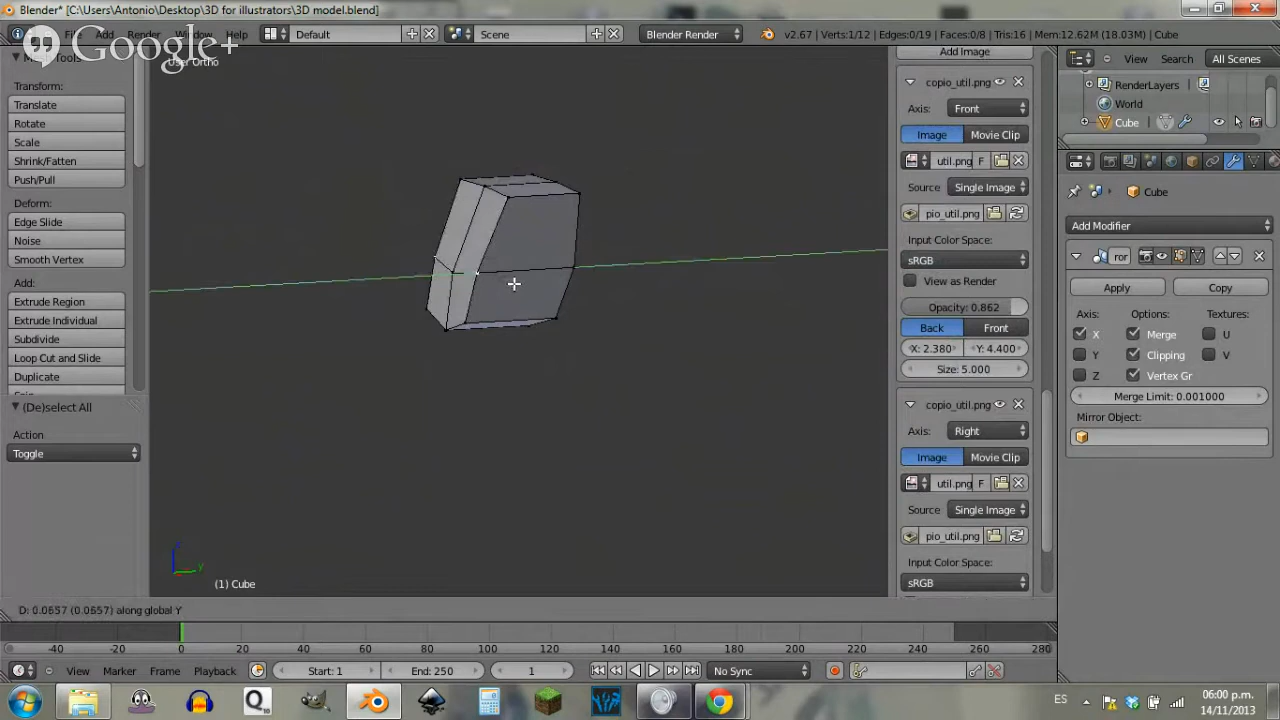 Blender* [C:\Users\Antonio\Desktop\3D for illustrators\3D model.blend]
File Add Render Window Help
Default
Scene
Blender Render
v2.67 | Verts:1/12 | Edges:0/19 | Faces:0/8 | Tris:16 | Mem:12.62M (18.03M) | Cube
Google+
Mesh Tools
Transform:
Translate
Rotate
Scale
Shrink/Fatten
Push/Pull
Deform:
Edge Slide
Noise
Smooth Vertex
Add:
Extrude Region
Extrude Individual
Subdivide
Loop Cut and Slide
Duplicate
(De)select All
Action
Toggle
User Ortho
(1) Cube
D: 0.0657 (0.0657) along global Y
z
y
Add Image
copio_util.png
Axis:
Front
Image
Movie Clip
util.png
F
Source
Single Image
pio_util.png
Input Color Space:
sRGB
View as Render
Opacity: 0.862
Back
Front
X: 2.380
Y: 4.400
Size: 5.000
copio_util.png
Axis:
Right
Image
Movie Clip
util.png
F
Source
Single Image
pio_util.png
Input Color Space:
sRGB
View
Search
All Scenes
RenderLayers
World
Cube
Cube
Add Modifier
ror
Apply
Copy
Axis:
Options:
Textures:
X
Merge
U
Y
Clipping
V
Z
Vertex Gr
Merge Limit: 0.001000
Mirror Object:
-40 -20 0 20 40 60 80 100 120 140 160 180 200 220 240 260 280
View
Marker
Frame
Playback
Start: 1
End: 250
1
No Sync
ES
06:00 p.m.
14/11/2013